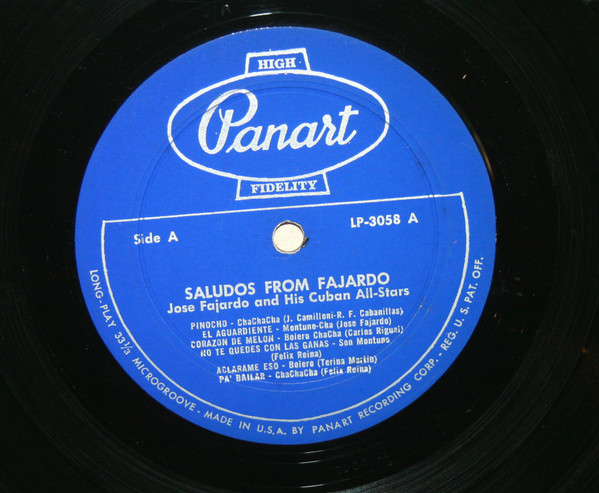 HIGH
Panart
FIDELITY
Side A
LP-3058 A
SALUDOS FROM FAJARDO
Jose Fajardo and His Cuban All-Stars
PINOCHO - ChaChaCha (J. Camilloni-R. F. Cabanillas)
EL AGUARDIENTE - Montuno-Cha (Jose Fajardo)
CORAZON DE MELON - Bolero ChaCha (Carlos Rigual)
NO TE QUEDES CON LAS GANAS - Son Montuno
(Felix Reina)
ACLARAME ESO - Bolero (Terina Martin)
PA' BAILAR - ChaChaCha (Felix Reina)
LONG-PLAY 33⅓ MICROGROOVE - MADE IN U.S.A. BY PANART RECORDING CORP. - REG. U.S. PAT. OFF.